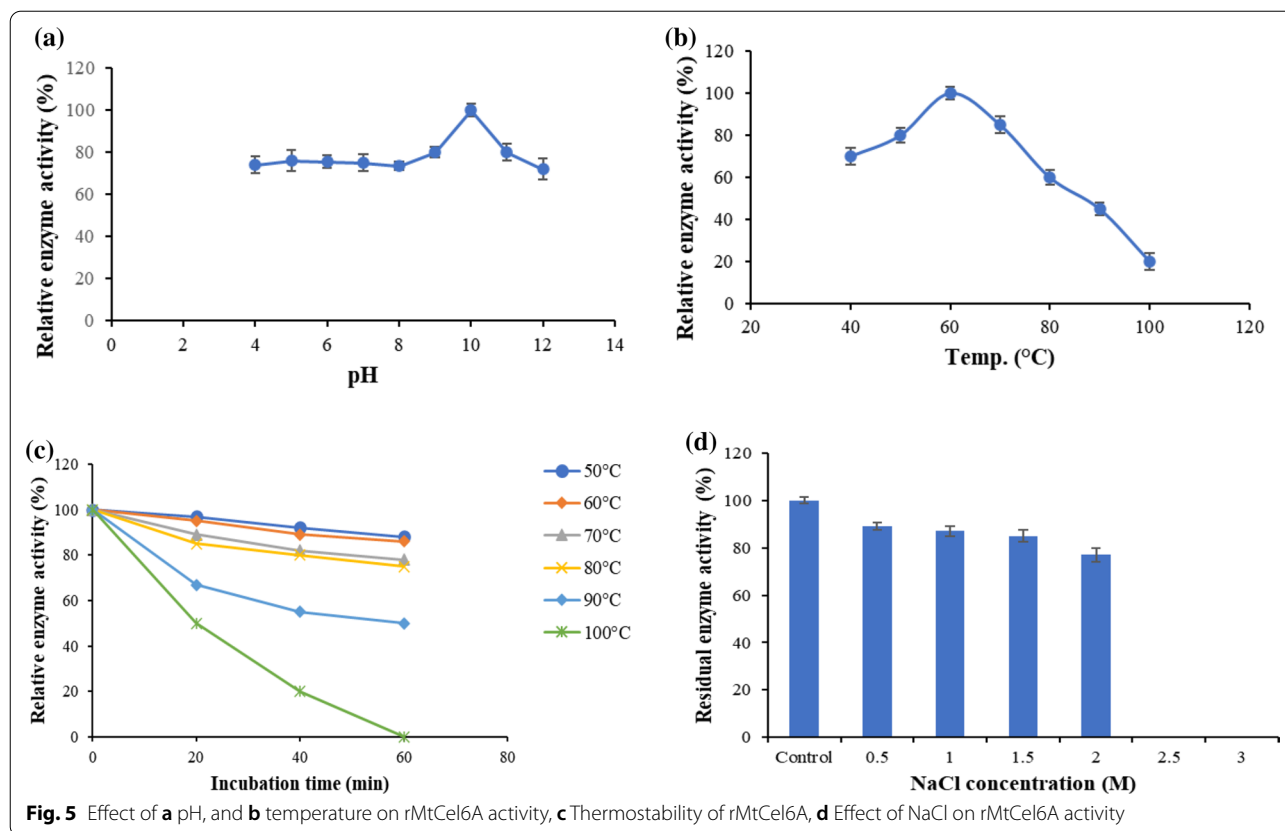 (a)
Relative enzyme activity (%)
120
100
80
60
40
20
0
0 2 4 6 8 10 12 14
pH
(b)
Relative enzyme activity (%)
120
100
80
60
40
20
0
20 40 60 80 100 120
Temp. (°C)
(c)
Relative enzyme activity (%)
120
100
80
60
40
20
0
0 20 40 60 80
Incubation time (min)
50°C
60°C
70°C
80°C
90°C
100°C
(d)
Residual enzyme activity (%)
120
100
80
60
40
20
0
Control 0.5 1 1.5 2 2.5 3
NaCl concentration (M)
Fig. 5 Effect of a pH, and b temperature on rMtCel6A activity, c Thermostability of rMtCel6A, d Effect of NaCl on rMtCel6A activity